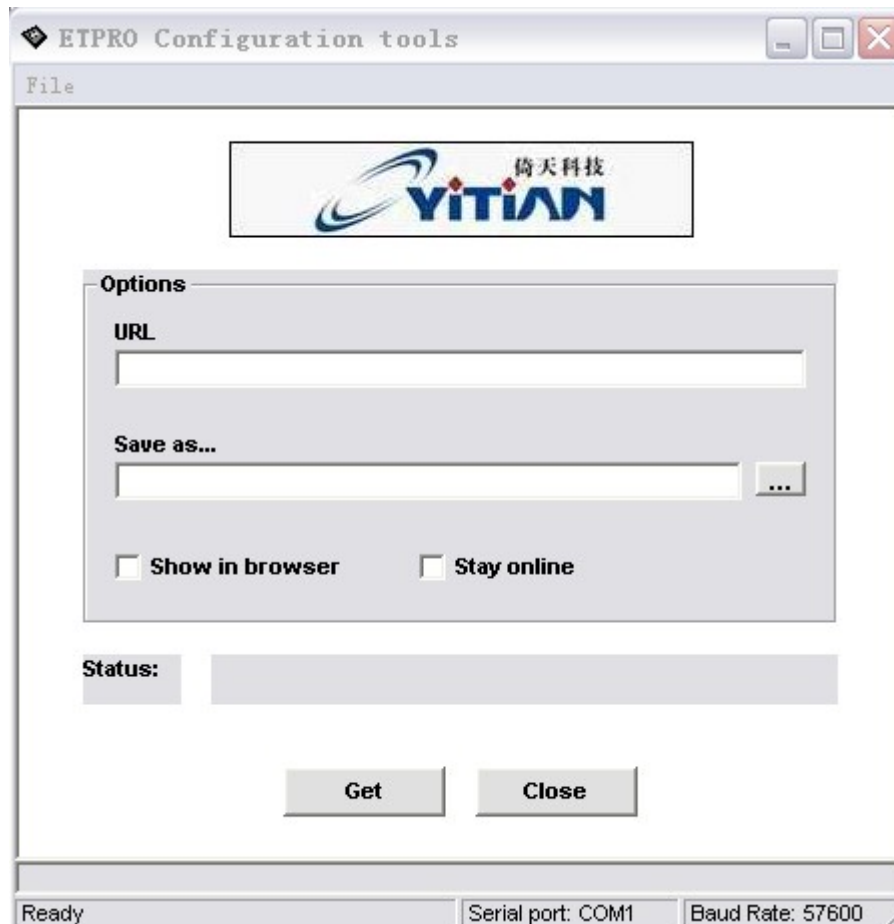 ETPRO Configuration tools
File
倚天科技
YiTiAN
Options
URL
Save as...
...
Show in browser Stay online
Status:
Get Close
Ready Serial port: COM1 Baud Rate: 57600